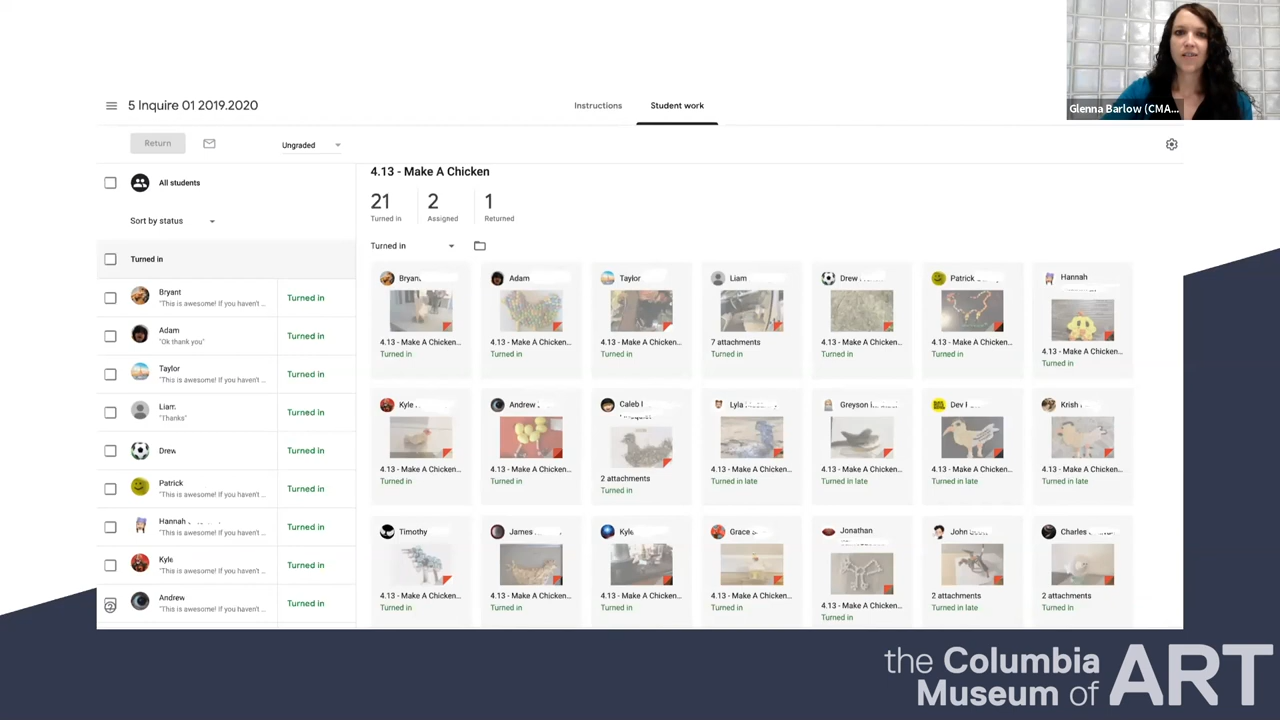 Glenna Barlow (CMA...
5 Inquire 01 2019.2020
Instructions
Student work
Return
Ungraded
All students
Sort by status
Turned in
Bryant
"This is awesome! If you haven't ...
Turned in
Adam
"Ok thank you"
Turned in
Taylor
"This is awesome! If you haven't ...
Turned in
Liam
"Thanks"
Turned in
Drew
Turned in
Patrick
"This is awesome! If you haven't ...
Turned in
Hannah
"This is awesome! If you haven't ...
Turned in
Kyle
"This is awesome! If you haven't ...
Turned in
Andrew
"This is awesome! If you haven't ...
Turned in
4.13 - Make A Chicken
21
Turned in
2
Assigned
1
Returned
Turned in
Bryan
4.13 - Make A Chicken...
Turned in
Adam
4.13 - Make A Chicken...
Turned in
Taylor
4.13 - Make A Chicken...
Turned in
Liam
7 attachments
Turned in
Drew
4.13 - Make A Chicken...
Turned in
Patrick
4.13 - Make A Chicken...
Turned in
Hannah
4.13 - Make A Chicken...
Turned in
Kyle
4.13 - Make A Chicken...
Turned in
Andrew
4.13 - Make A Chicken...
Turned in
Caleb
2 attachments
Turned in
Lyla
4.13 - Make A Chicken...
Turned in late
Greyson
4.13 - Make A Chicken...
Turned in late
Dev
4.13 - Make A Chicken...
Turned in late
Krish
4.13 - Make A Chicken...
Turned in late
Timothy
4.13 - Make A Chicken...
Turned in
James
4.13 - Make A Chicken...
Turned in
Kyle
4.13 - Make A Chicken...
Turned in
Grace
4.13 - Make A Chicken...
Turned in
Jonathan
4.13 - Make A Chicken...
Turned in
John
2 attachments
Turned in late
Charles
2 attachments
Turned in
the Columbia
Museum of ART